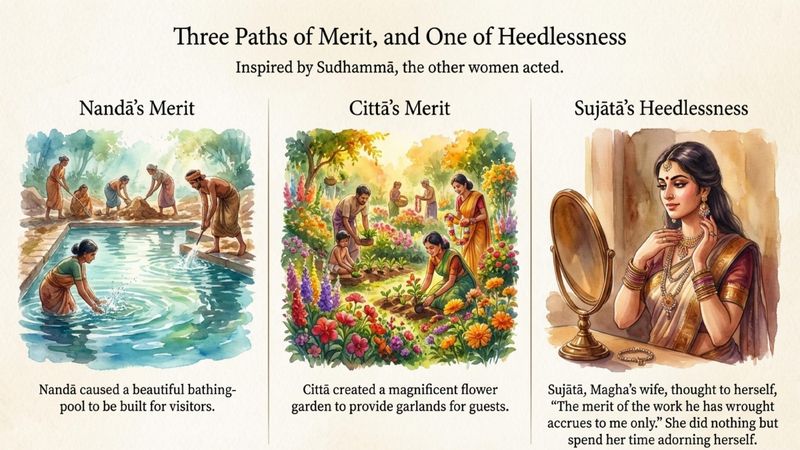 Three Paths of Merit, and One of Heedlessness
Inspired by Sudhammā, the other women acted.
Nandā's Merit
Nandā caused a beautiful bathing-
pool to be built for visitors.
Cittā's Merit
Cittā created a magnificent flower
garden to provide garlands for guests.
Sujātā's Heedlessness
Sujātā, Magha's wife, thought to herself,
“The merit of the work he has wrought
accrues to me only.” She did nothing but
spend her time adorning herself.